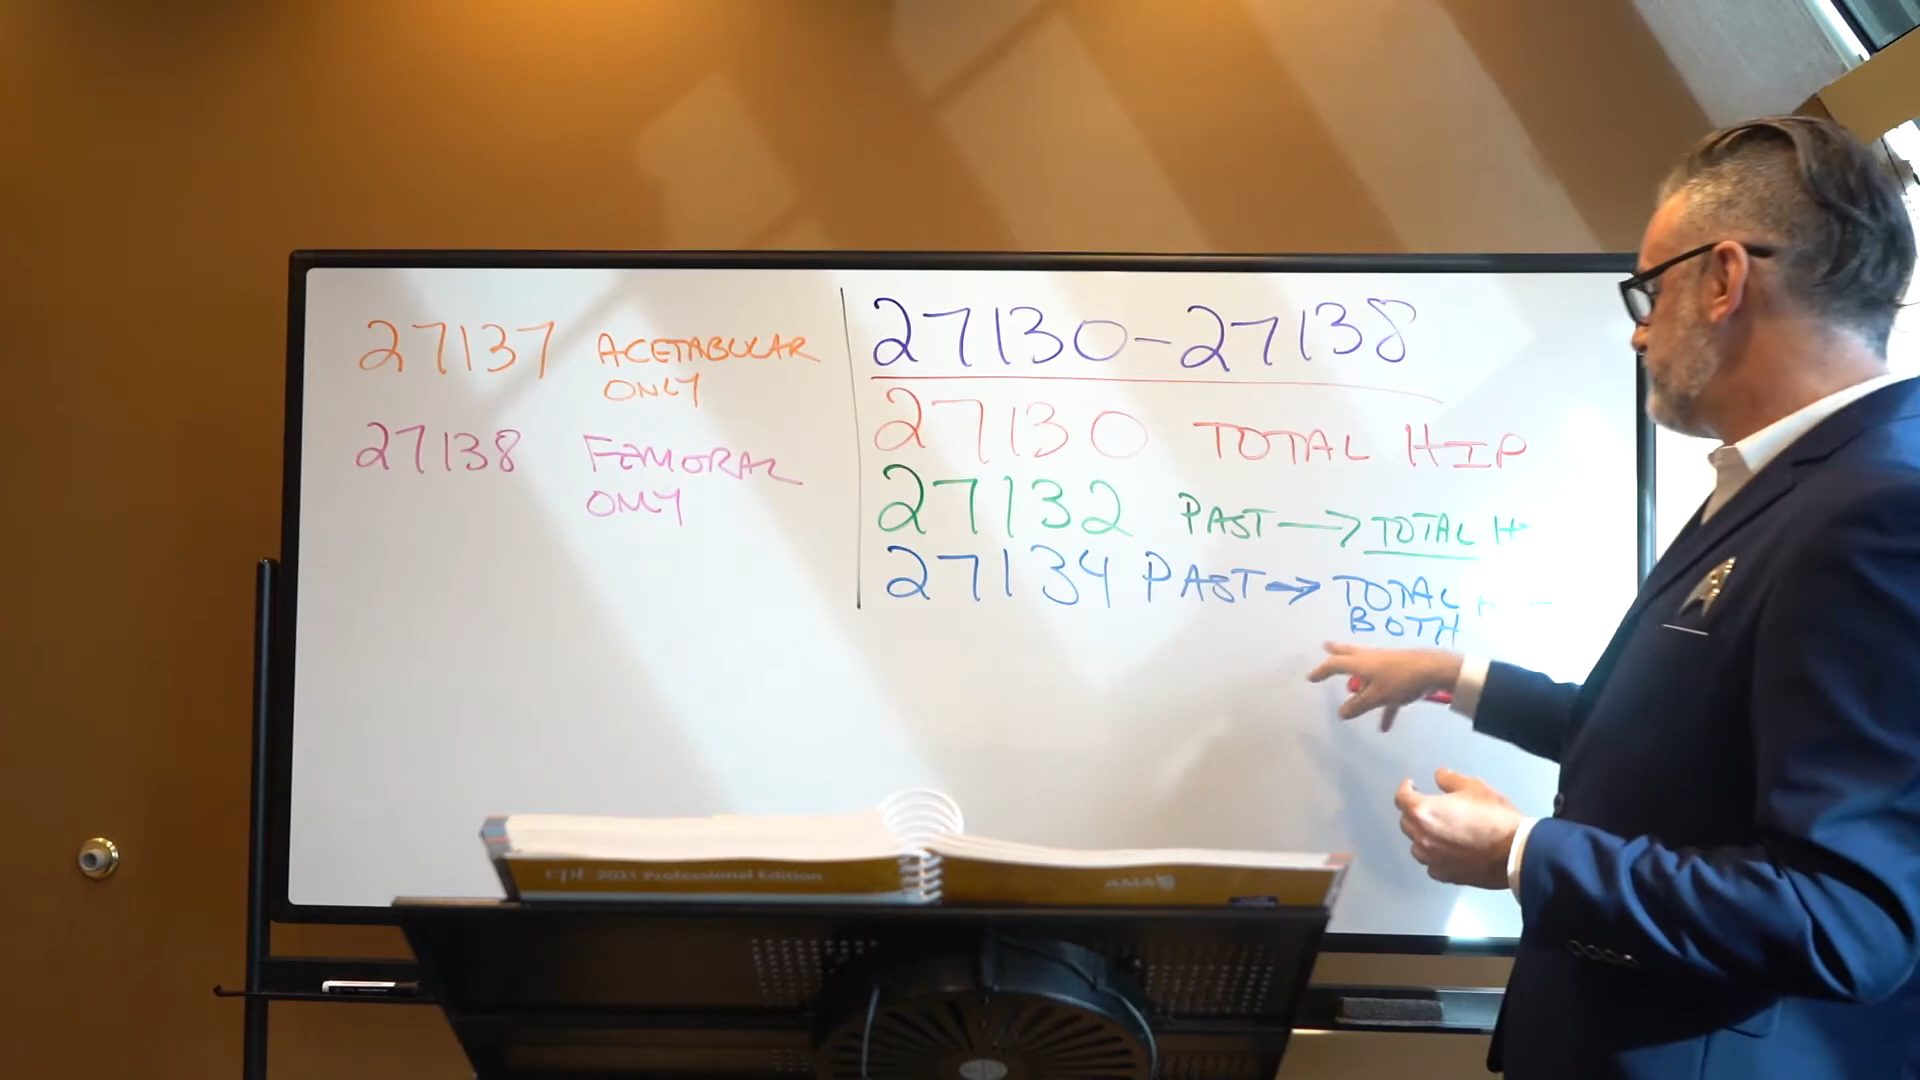 27137 ACETABULAR
ONLY
27138 FEMORAL
ONLY
27130-27138
27130 TOTAL HIP
27132 PAST → TOTAL H
27134 PAST → TOTAL
BOTH
cpt 2021 Professional Edition
AMA